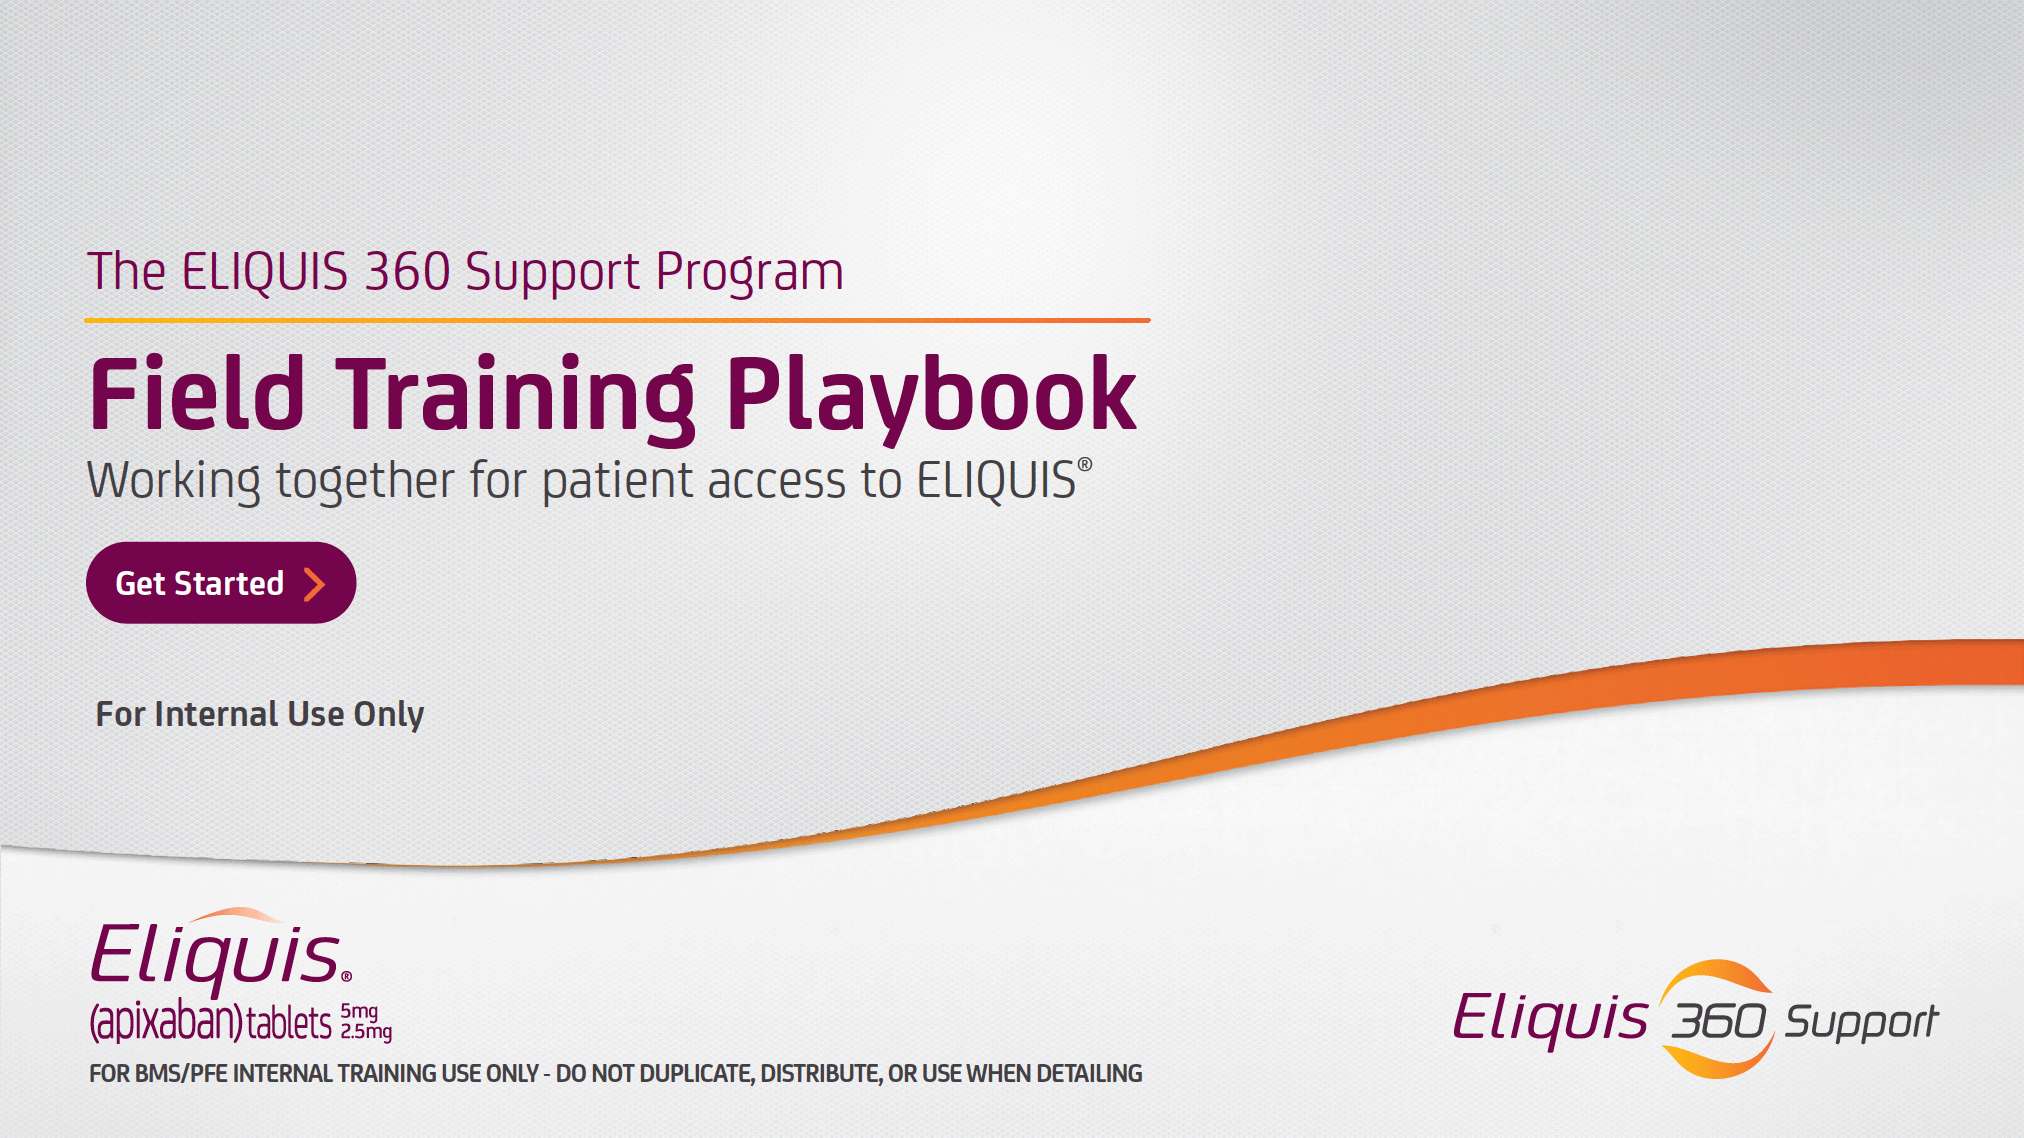 The ELIQUIS 360 Support Program
Field Training Playbook
Working together for patient access to ELIQUIS®
Get Started
For Internal Use Only
Eliquis®
(apixaban) tablets 5mg
2.5mg
FOR BMS/PFE INTERNAL TRAINING USE ONLY - DO NOT DUPLICATE, DISTRIBUTE, OR USE WHEN DETAILING
Eliquis 360 Support